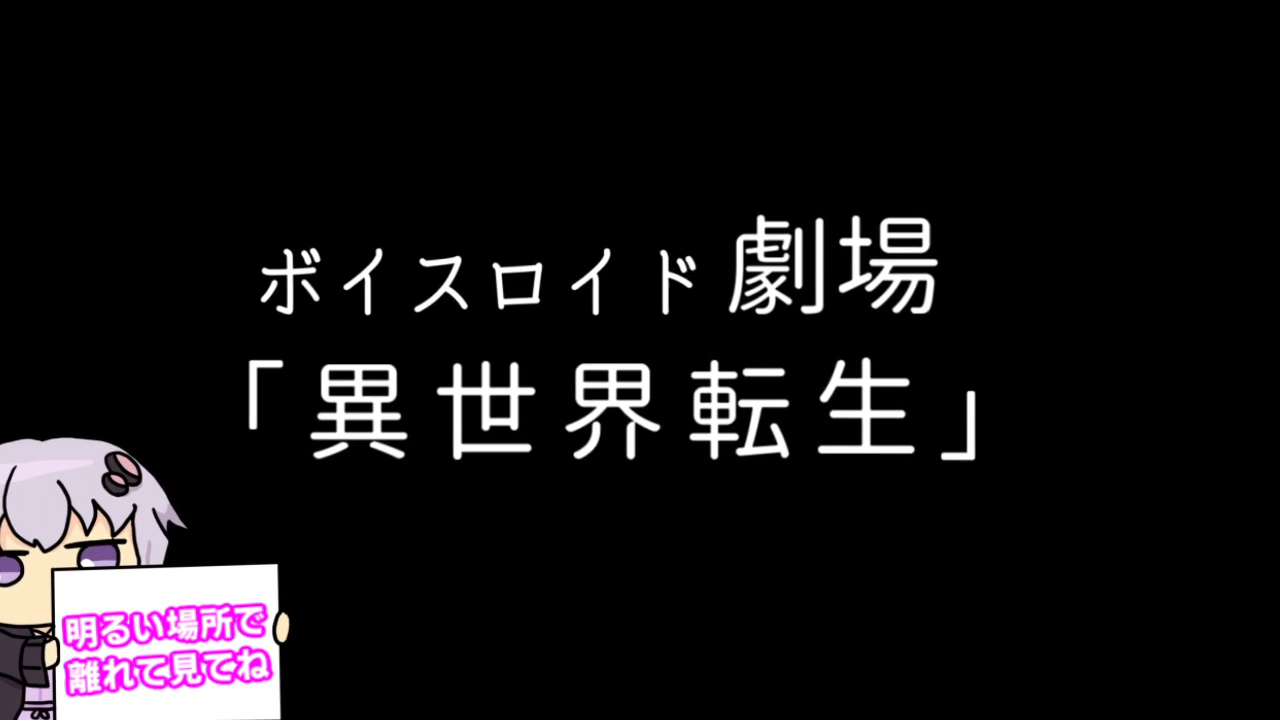 ボイスロイド劇場
「異世界転生」
明るい場所で
離れて見てね